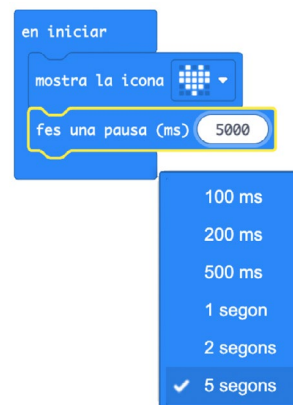 en iniciar
mostra la icona
fes una pausa (ms) 5000
100 ms
200 ms
500 ms
1 segon
2 segons
5 segons